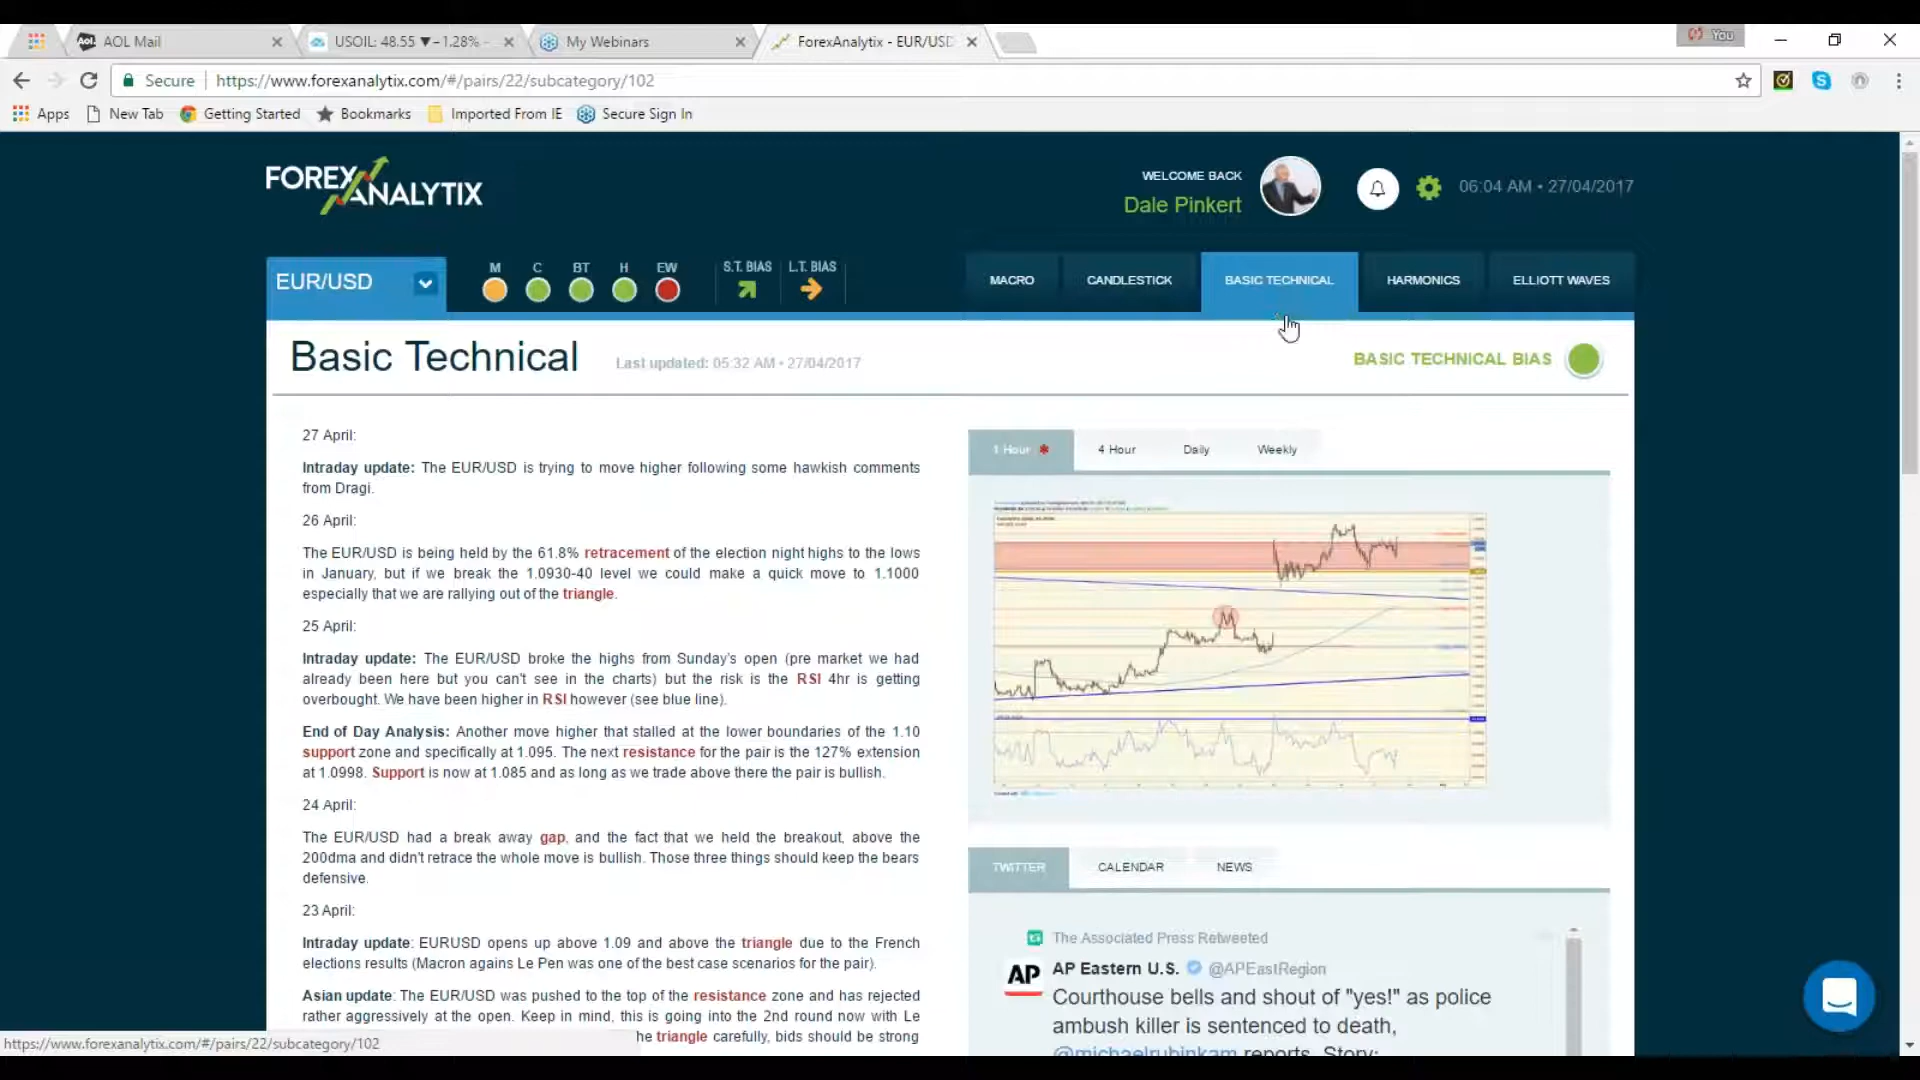 AOL Mail
USOIL: 48.55 ▼−1.28% -
My Webinars
ForexAnalytix - EUR/USD
You
Secure
https://www.forexanalytix.com/#/pairs/22/subcategory/102
Apps
New Tab
Getting Started
Bookmarks
Imported From IE
Secure Sign In
FOREX ANALYTIX
WELCOME BACK
Dale Pinkert
06:04 AM • 27/04/2017
EUR/USD
M
C
BT
H
EW
S.T. BIAS
L.T. BIAS
MACRO
CANDLESTICK
BASIC TECHNICAL
HARMONICS
ELLIOTT WAVES
Basic Technical
Last updated: 05:32 AM • 27/04/2017
BASIC TECHNICAL BIAS
27 April:
Intraday update: The EUR/USD is trying to move higher following some hawkish comments
from Dragi.
26 April:
The EUR/USD is being held by the 61.8% retracement of the election night highs to the lows
in January, but if we break the 1.0930-40 level we could make a quick move to 1.1000
especially that we are rallying out of the triangle.
25 April:
Intraday update: The EUR/USD broke the highs from Sunday's open (pre market we had
already been here but you can't see in the charts) but the risk is the RSI 4hr is getting
overbought. We have been higher in RSI however (see blue line).
End of Day Analysis: Another move higher that stalled at the lower boundaries of the 1.10
support zone and specifically at 1.095. The next resistance for the pair is the 127% extension
at 1.0998. Support is now at 1.085 and as long as we trade above there the pair is bullish.
24 April:
The EUR/USD had a break away gap, and the fact that we held the breakout, above the
200dma and didn't retrace the whole move is bullish. Those three things should keep the bears
defensive.
23 April:
Intraday update: EURUSD opens up above 1.09 and above the triangle due to the French
elections results (Macron agains Le Pen was one of the best case scenarios for the pair).
Asian update: The EUR/USD was pushed to the top of the resistance zone and has rejected
rather aggressively at the open. Keep in mind, this is going into the 2nd round now with Le
he triangle carefully, bids should be strong
1 Hour *
4 Hour
Daily
Weekly
TWITTER
CALENDAR
NEWS
The Associated Press Retweeted
AP
AP Eastern U.S. @APEastRegion
Courthouse bells and shout of "yes!" as police
ambush killer is sentenced to death,
@michaelrubinkam reports. Story:
https://www.forexanalytix.com/#/pairs/22/subcategory/102